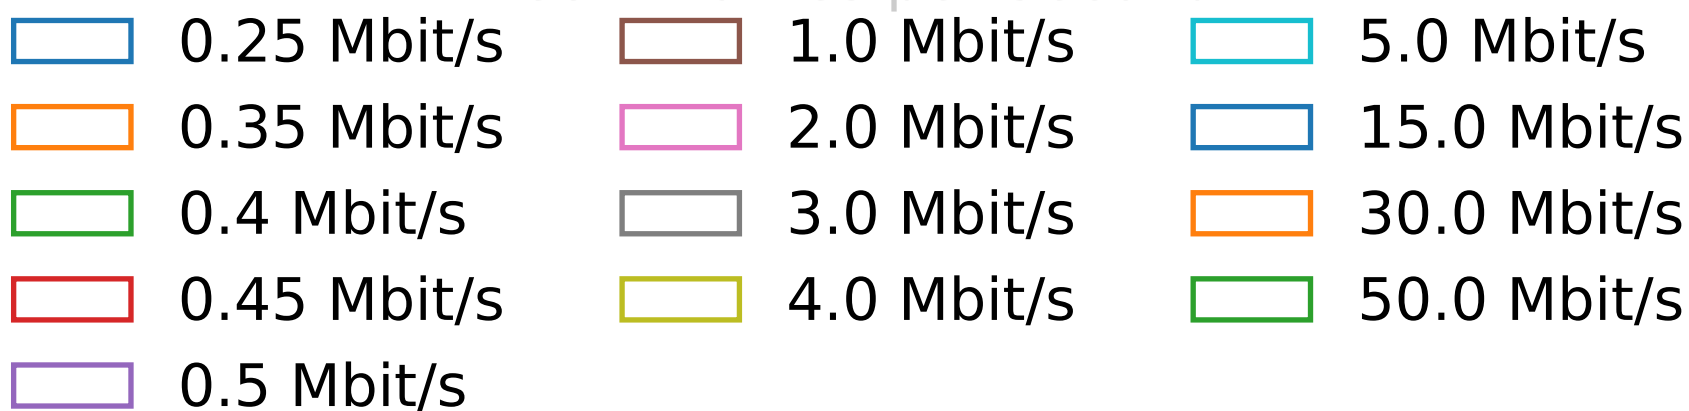 0.25 Mbit/s
0.35 Mbit/s
0.4 Mbit/s
0.45 Mbit/s
0.5 Mbit/s
1.0 Mbit/s
2.0 Mbit/s
3.0 Mbit/s
4.0 Mbit/s
5.0 Mbit/s
15.0 Mbit/s
30.0 Mbit/s
50.0 Mbit/s